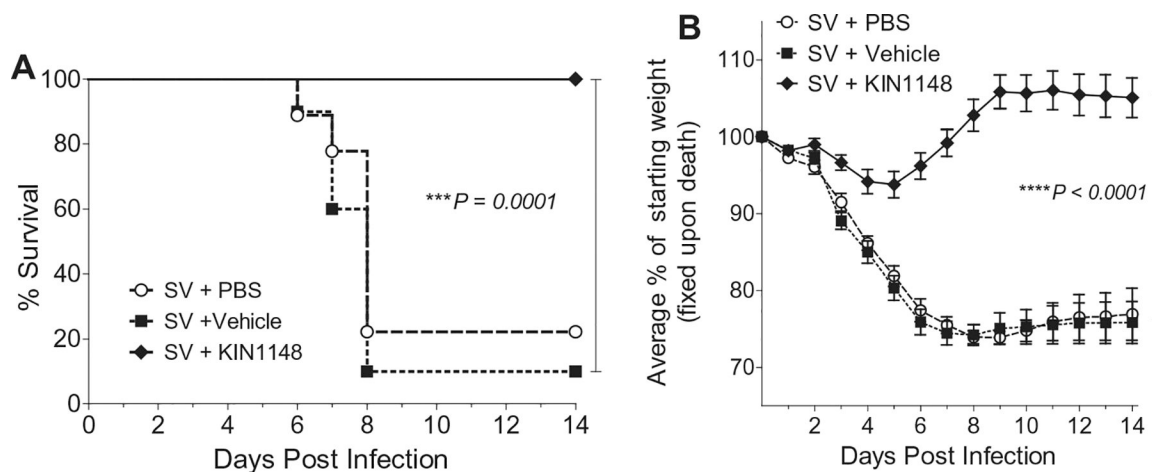 A
100
80
60
40
20
0
% Survival
***P = 0.0001
SV + PBS
SV +Vehicle
SV + KIN1148
0 2 4 6 8 10 12 14
Days Post Infection
B
SV + PBS
SV + Vehicle
SV + KIN1148
110
100
90
80
70
Average % of starting weight
(fixed upon death)
****P < 0.0001
2 4 6 8 10 12 14
Days Post Infection